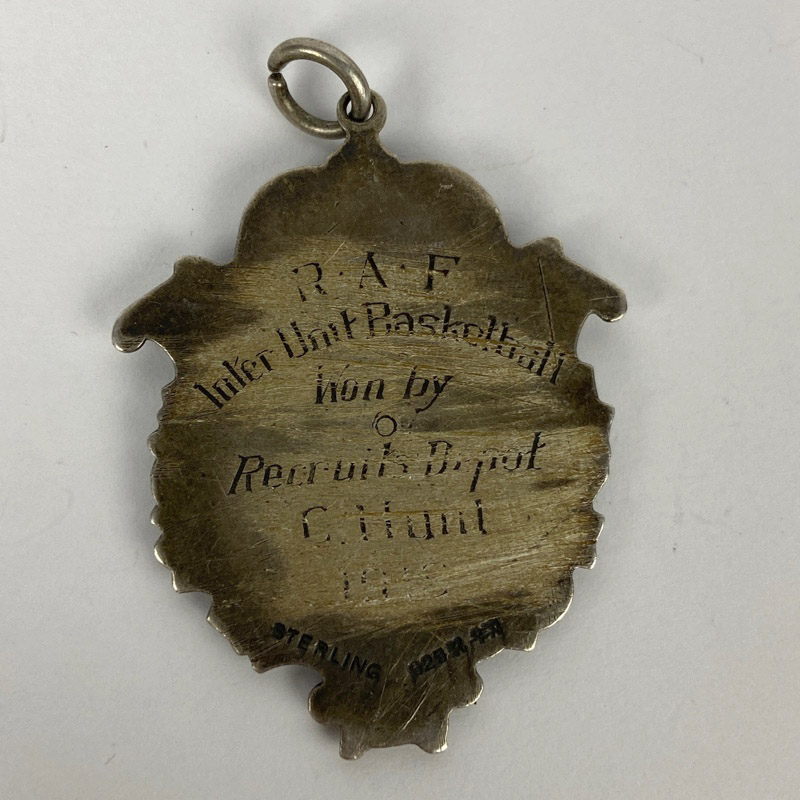 R·A·F
Inter Unit Basketball
Won by
Recruits Depot
C. Hunt
STERLING